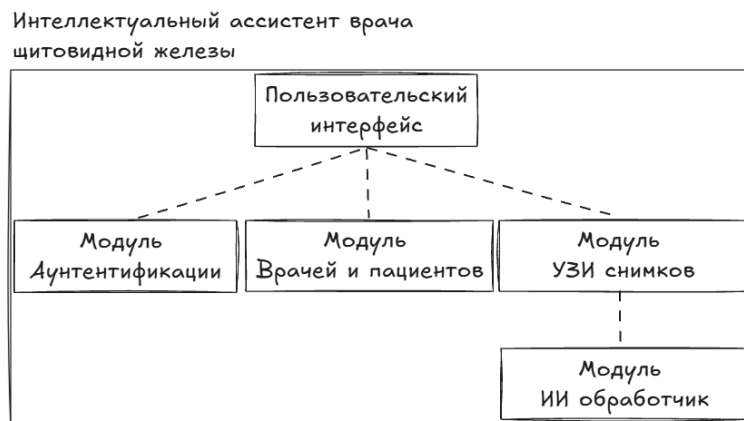 Интеллектуальный ассистент врача
щитовидной железы
Пользовательский
интерфейс
Модуль
Аунтентификации
Модуль
Врачей и пациентов
Модуль
УЗИ снимков
Модуль
ИИ обработчик